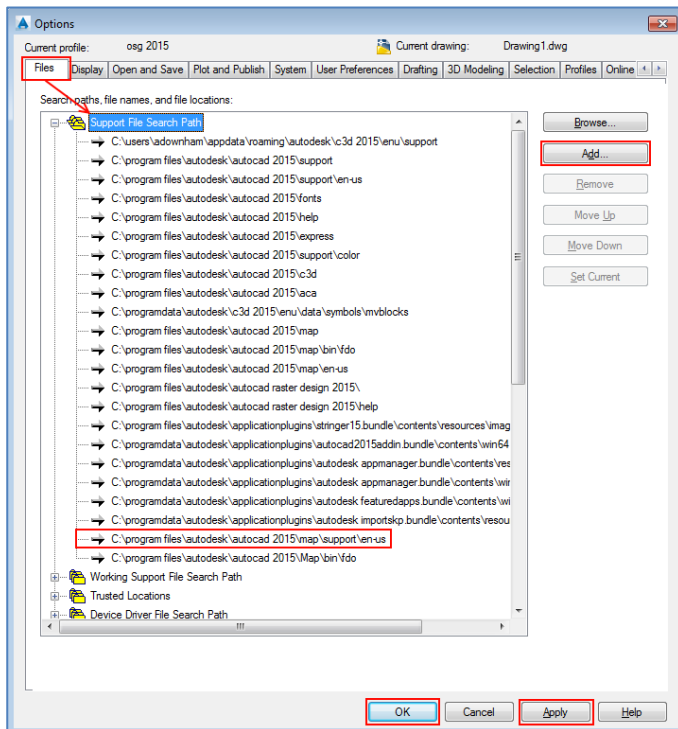 Options
Current profile: osg 2015 Current drawing: Drawing1.dwg
Files Display Open and Save Plot and Publish System User Preferences Drafting 3D Modeling Selection Profiles Online
Search paths, file names, and file locations:
Support File Search Path
C:\users\adownham\appdata\roaming\autodesk\c3d 2015\enu\support
C:\program files\autodesk\autocad 2015\support
C:\program files\autodesk\autocad 2015\support\en-us
C:\program files\autodesk\autocad 2015\fonts
C:\program files\autodesk\autocad 2015\help
C:\program files\autodesk\autocad 2015\express
C:\program files\autodesk\autocad 2015\support\color
C:\program files\autodesk\autocad 2015\c3d
C:\program files\autodesk\autocad 2015\aca
C:\programdata\autodesk\c3d 2015\enu\data\symbols\mvblocks
C:\program files\autodesk\autocad 2015\map
C:\program files\autodesk\autocad 2015\map\bin\fdo
C:\program files\autodesk\autocad 2015\map\en-us
C:\program files\autodesk\autocad raster design 2015\
C:\program files\autodesk\autocad raster design 2015\help
C:\program files\autodesk\applicationplugins\stringer15.bundle\contents\resources\imag
C:\programdata\autodesk\applicationplugins\autocad2015addin.bundle\contents\win64
C:\programdata\autodesk\applicationplugins\autodesk appmanager.bundle\contents\res
C:\programdata\autodesk\applicationplugins\autodesk appmanager.bundle\contents\wir
C:\programdata\autodesk\applicationplugins\autodesk featuredapps.bundle\contents\wi
C:\programdata\autodesk\applicationplugins\autodesk importskp.bundle\contents\resou
C:\program files\autodesk\autocad 2015\map\support\en-us
C:\program files\autodesk\autocad 2015\Map\bin\fdo
Working Support File Search Path
Trusted Locations
Device Driver File Search Path
Browse...
Add...
Remove
Move Up
Move Down
Set Current
OK Cancel Apply Help